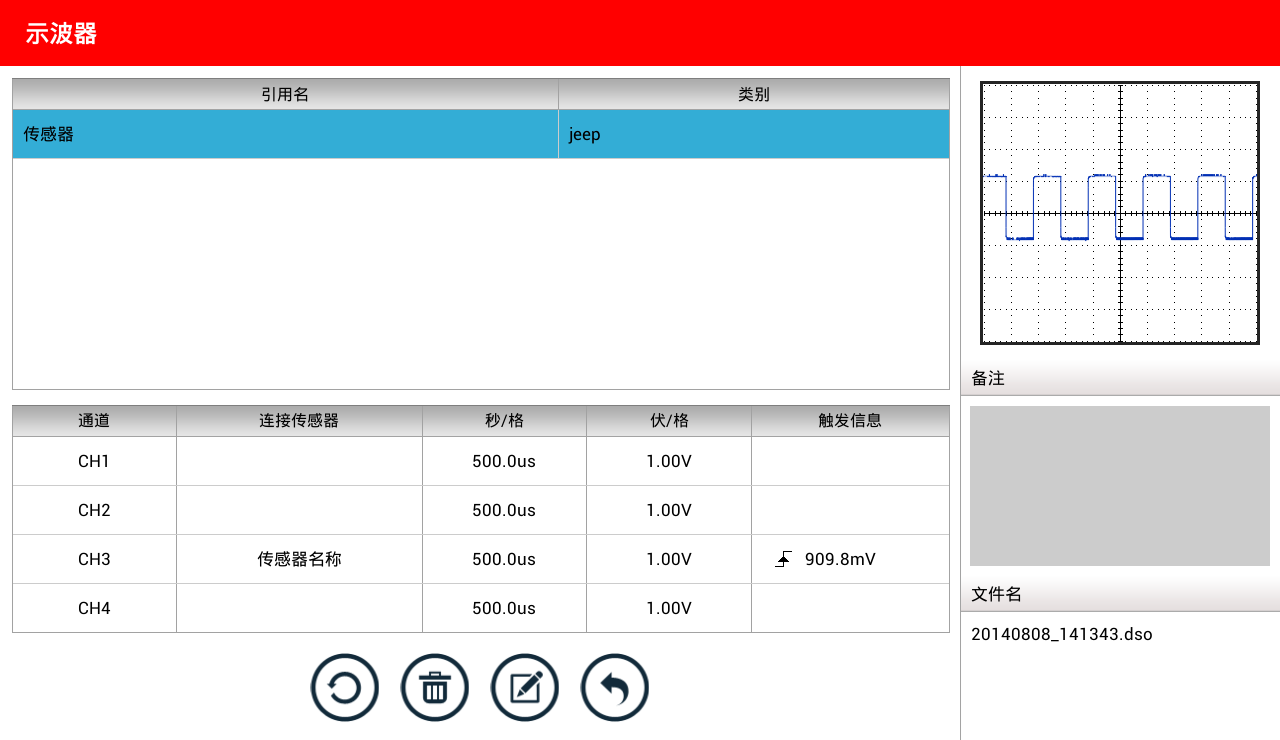 示波器
引用名 类别
传感器 jeep
通道 连接传感器 秒/格 伏/格 触发信息
CH1 500.0us 1.00V
CH2 500.0us 1.00V
CH3 传感器名称 500.0us 1.00V 909.8mV
CH4 500.0us 1.00V
备注
文件名
20140808_141343.dso